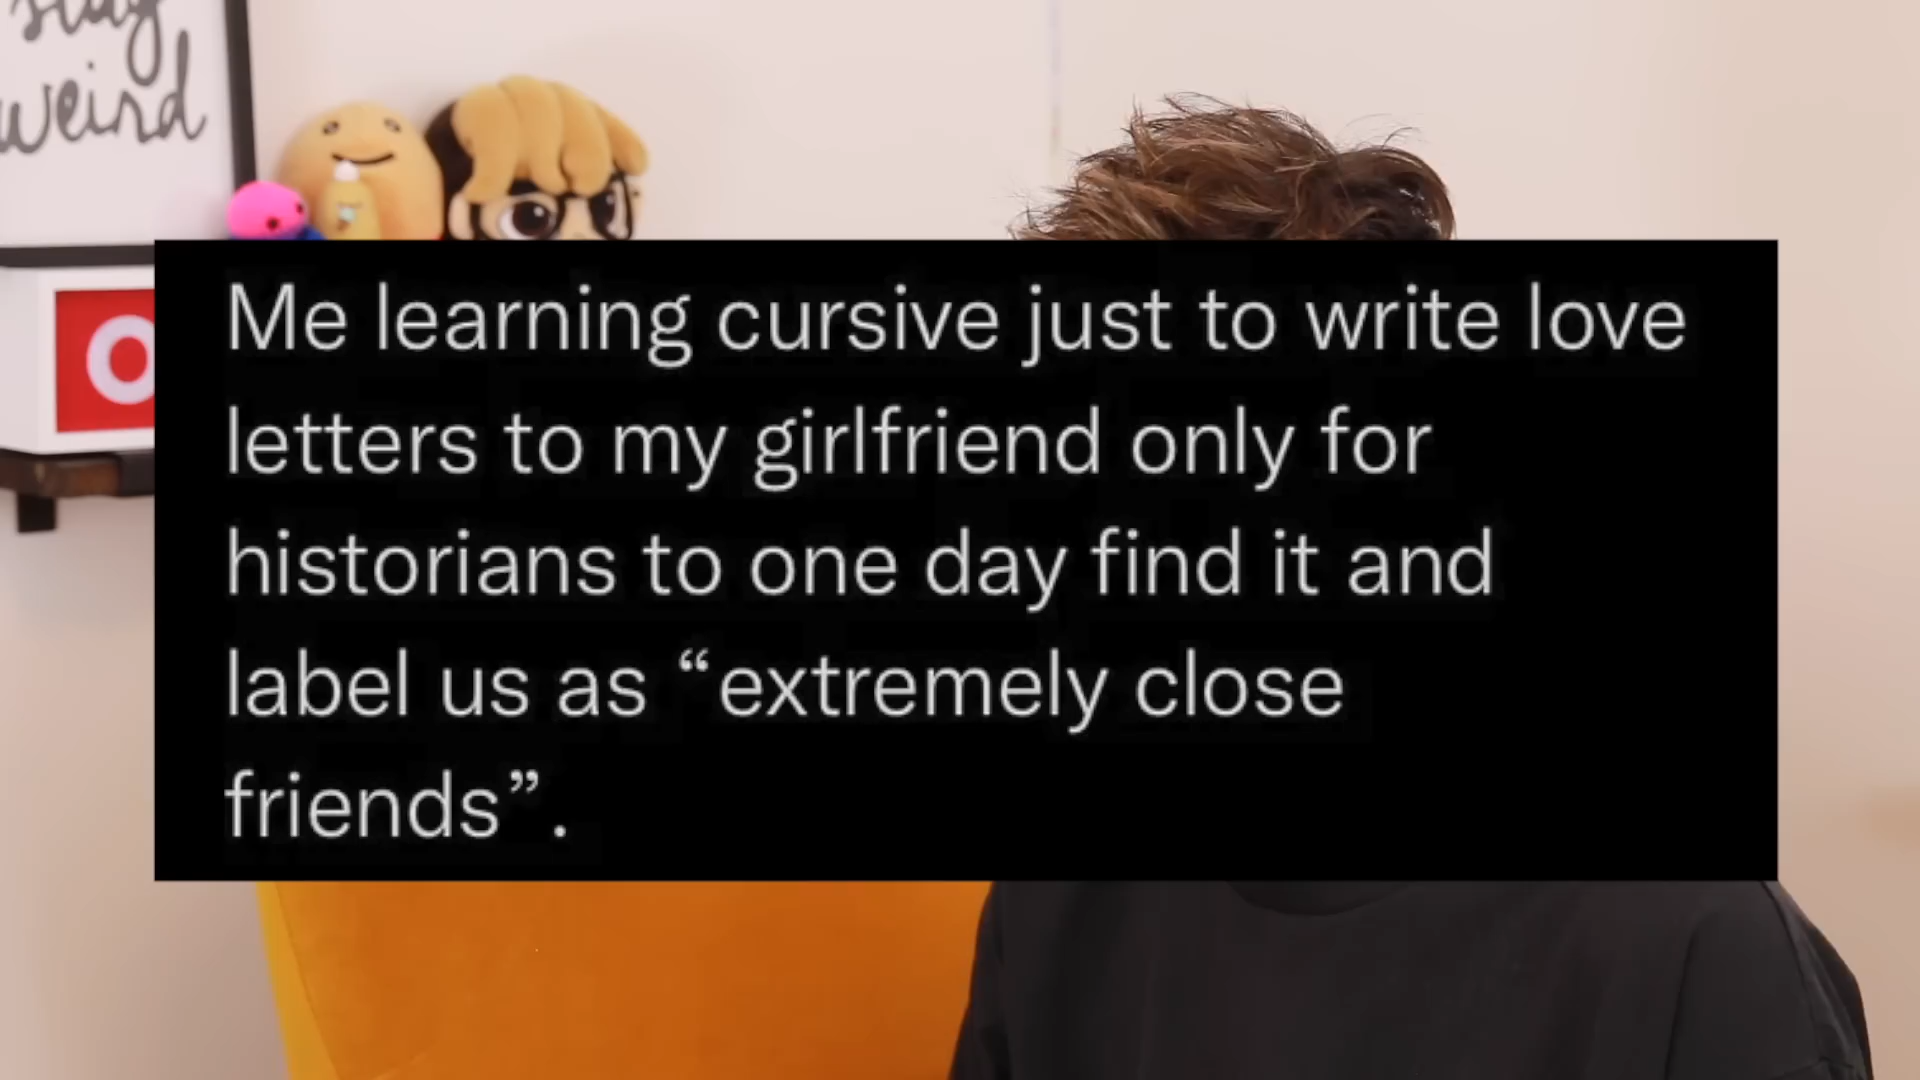 stay
weird
O
Me learning cursive just to write love
letters to my girlfriend only for
historians to one day find it and
label us as “extremely close
friends”.